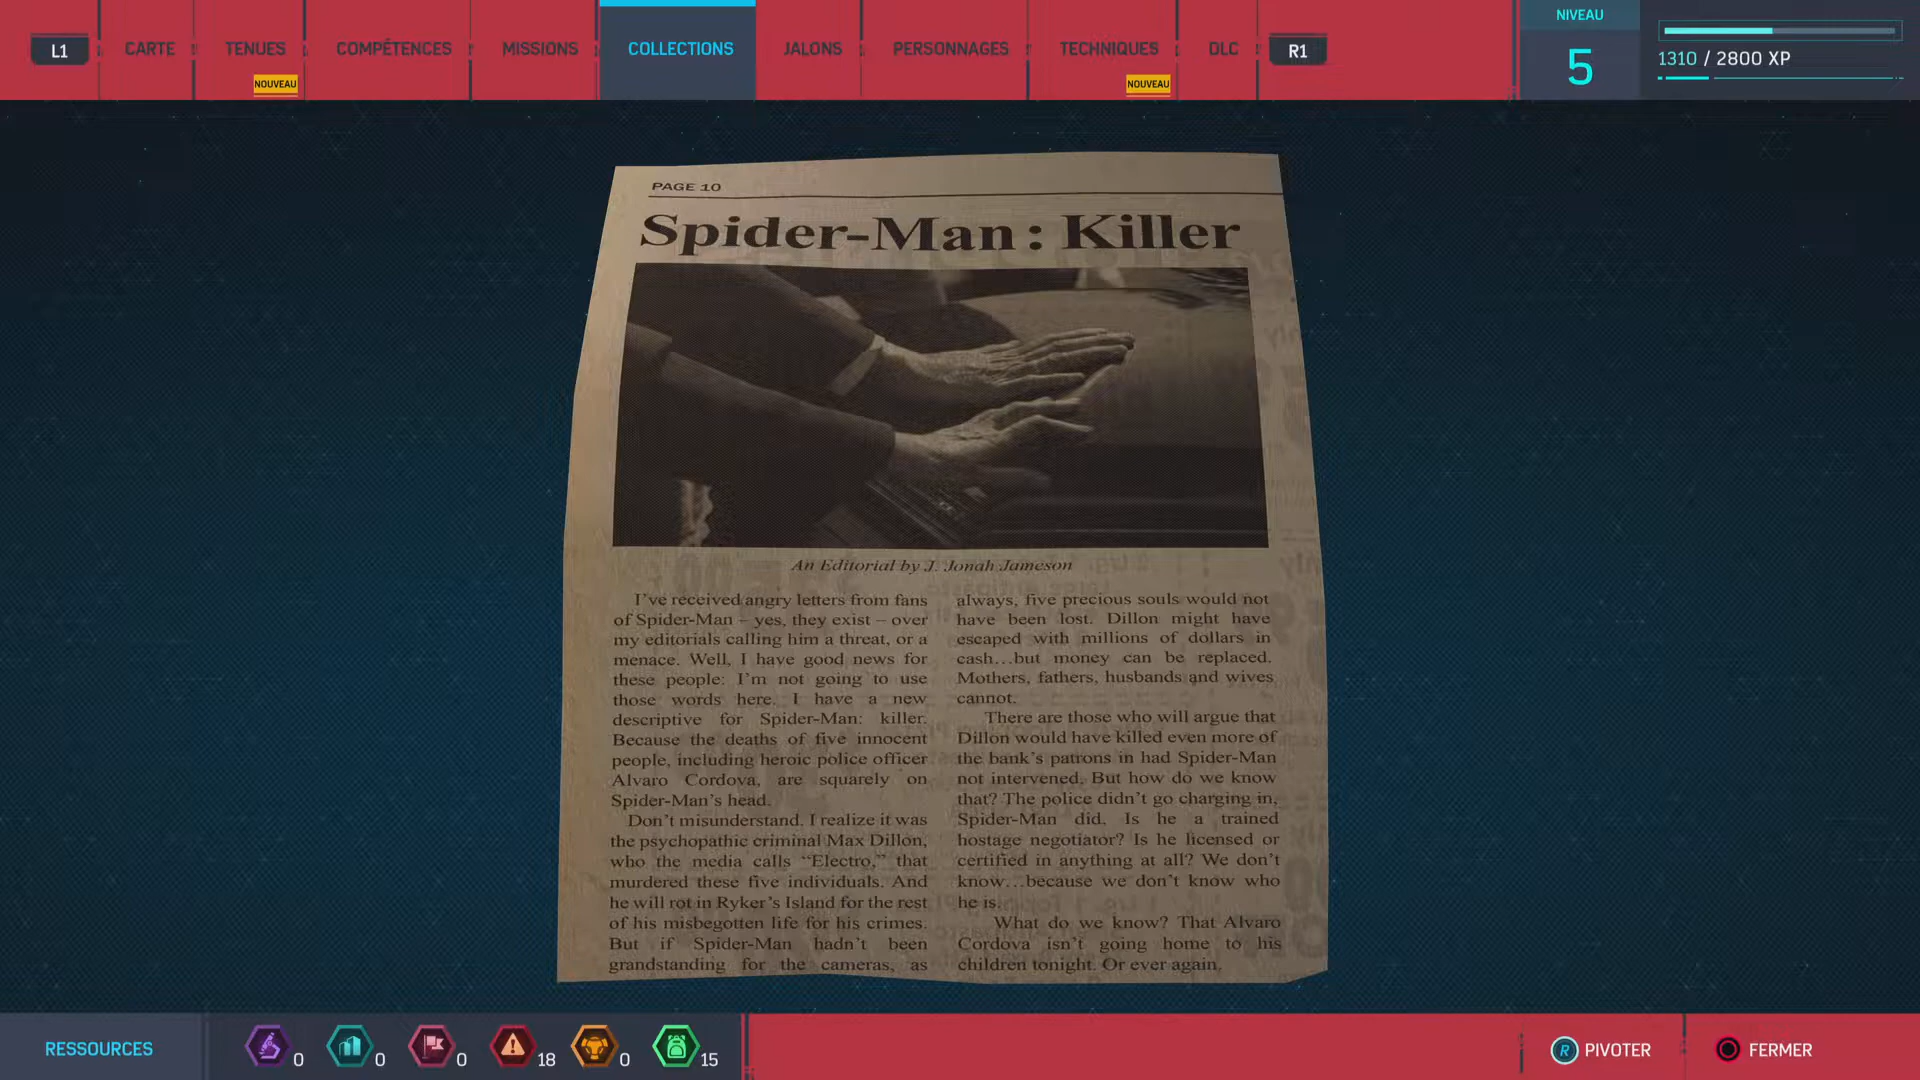 L1
CARTE
TENUES
NOUVEAU
COMPÉTENCES
MISSIONS
COLLECTIONS
JALONS
PERSONNAGES
TECHNIQUES
NOUVEAU
DLC
R1
NIVEAU
5
1310 / 2800 XP
PAGE 10
Spider-Man: Killer
An Editorial by J. Jonah Jameson
I've received angry letters from fans
of Spider-Man – yes, they exist – over
my editorials calling him a threat, or a
menace. Well, I have good news for
these people: I'm not going to use
those words here. I have a new
descriptive for Spider-Man: killer.
Because the deaths of five innocent
people, including heroic police officer
Alvaro Cordova, are squarely on
Spider-Man's head.
Don't misunderstand. I realize it was
the psychopathic criminal Max Dillon,
who the media calls “Electro,” that
murdered these five individuals. And
he will rot in Ryker's Island for the rest
of his misbegotten life for his crimes.
But if Spider-Man hadn't been
grandstanding for the cameras, as
always, five precious souls would not
have been lost. Dillon might have
escaped with millions of dollars in
cash...but money can be replaced.
Mothers, fathers, husbands and wives
cannot.
There are those who will argue that
Dillon would have killed even more of
the bank's patrons in had Spider-Man
not intervened. But how do we know
that? The police didn't go charging in,
Spider-Man did. Is he a trained
hostage negotiator? Is he licensed or
certified in anything at all? We don't
know...because we don't know who
he is.
What do we know? That Alvaro
Cordova isn't going home to his
children tonight. Or ever again.
RESSOURCES
0
0
0
18
0
15
R PIVOTER
FERMER